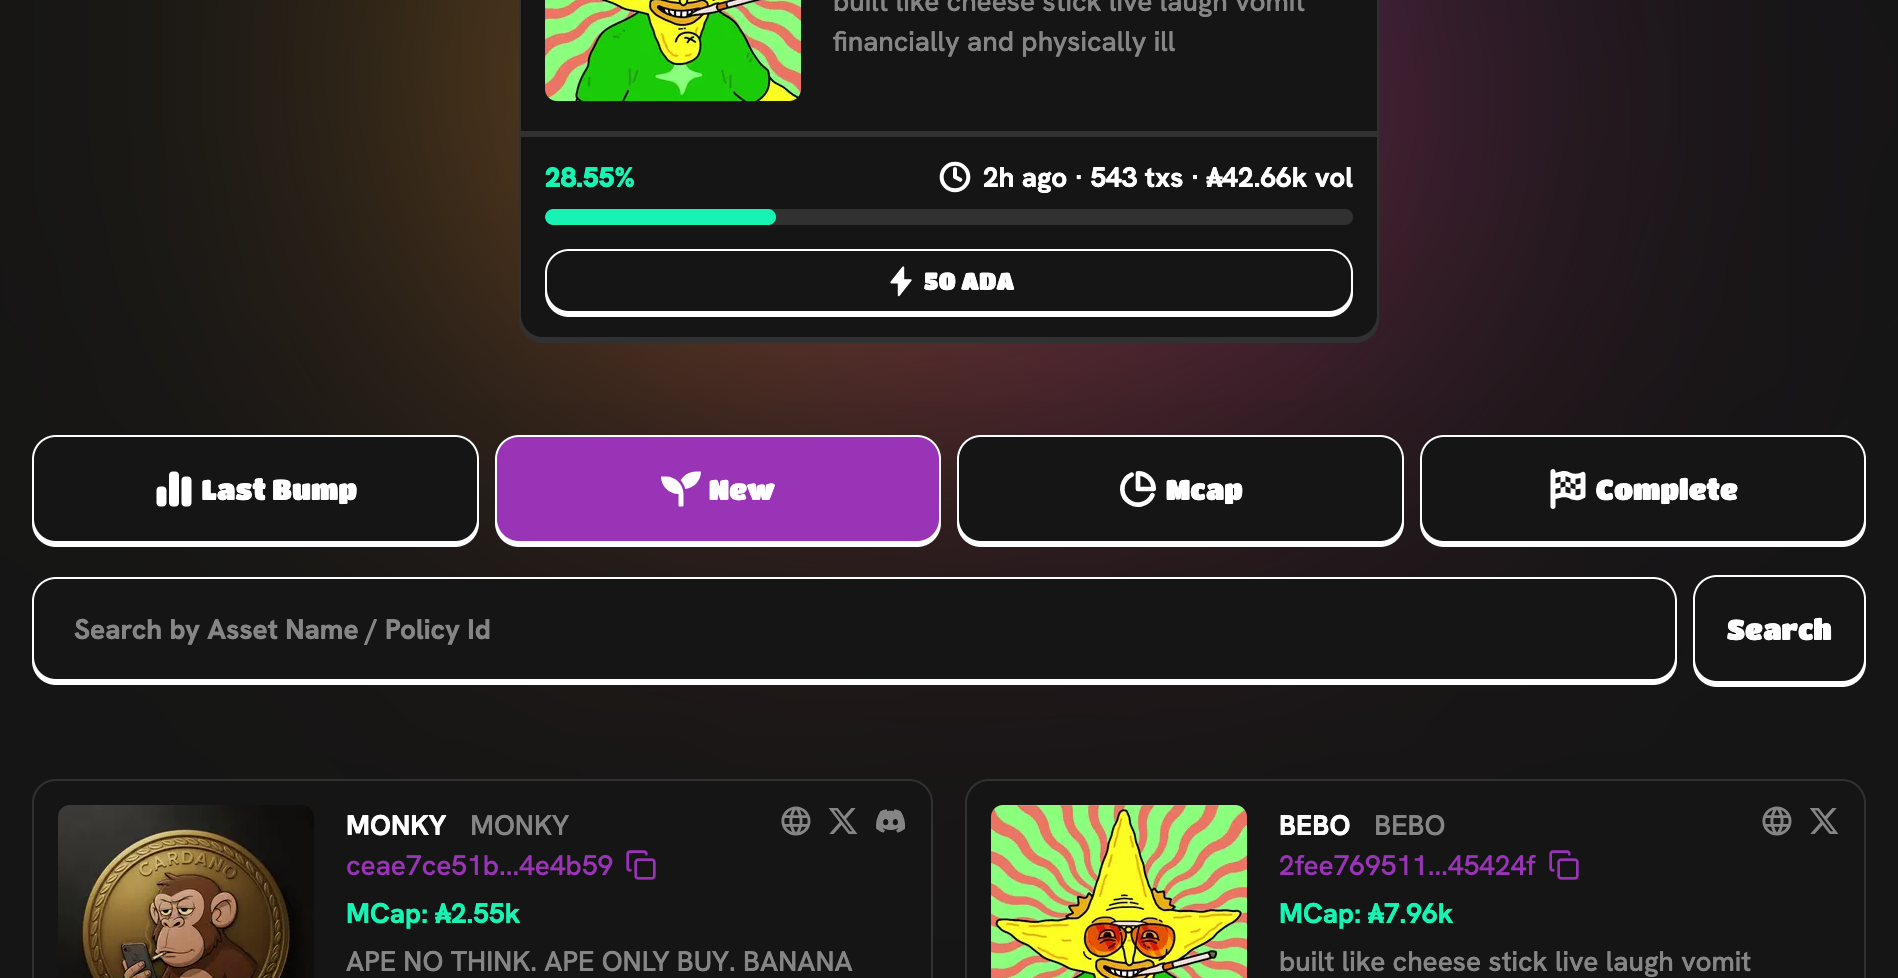 built like cheese stick live laugh vomit
financially and physically ill
28.55%
2h ago · 543 txs · ₳42.66k vol
50 ADA
Last Bump
New
Mcap
Complete
Search by Asset Name / Policy Id
Search
MONKY MONKY
ceae7ce51b...4e4b59
MCap: ₳2.55k
APE NO THINK. APE ONLY BUY. BANANA
CARDANO
BEBO BEBO
2fee769511...45424f
MCap: ₳7.96k
built like cheese stick live laugh vomit